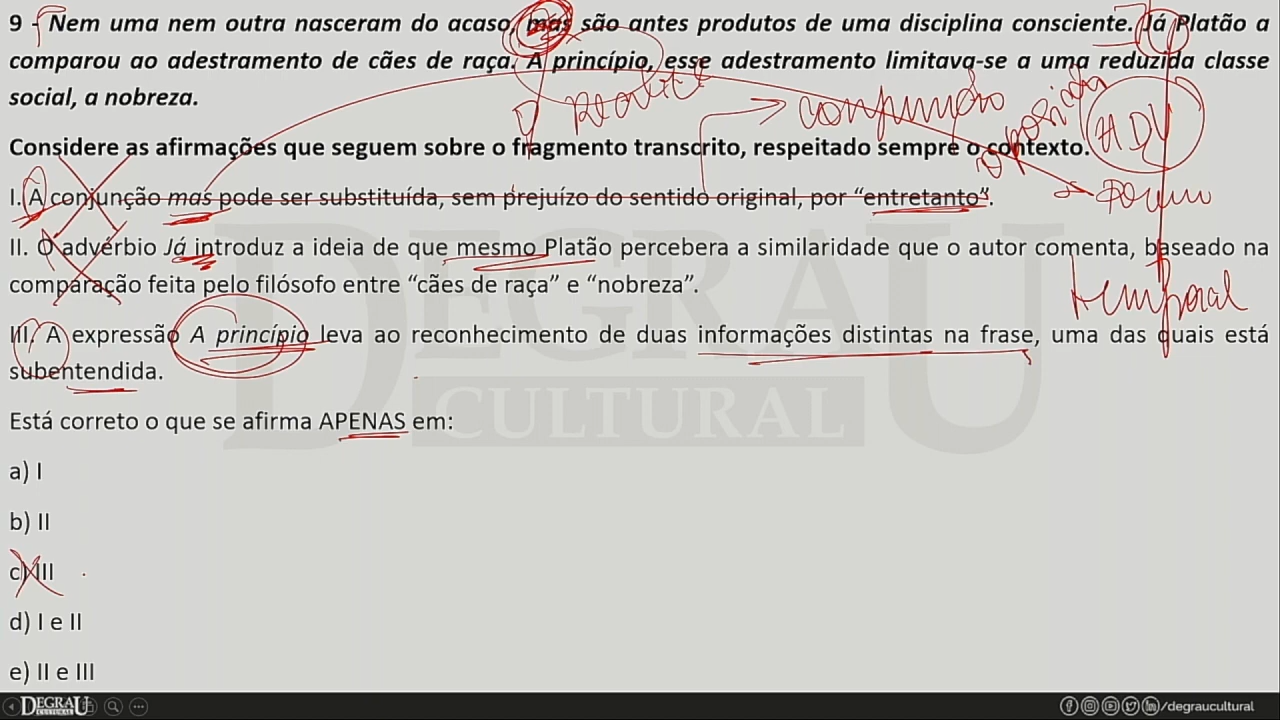 9 - Nem uma nem outra nasceram do acaso, mas são antes produtos de uma disciplina consciente. Já Platão a
comparou ao adestramento de cães de raça. A princípio, esse adestramento limitava-se a uma reduzida classe
social, a nobreza.
realce
conjunção
oposição
ADV
Considere as afirmações que seguem sobre o fragmento transcrito, respeitado sempre o contexto.
I. A conjunção mas pode ser substituída, sem prejuízo do sentido original, por “entretanto”.
porém
II. O advérbio Já introduz a ideia de que mesmo Platão percebera a similaridade que o autor comenta, baseado na
comparação feita pelo filósofo entre “cães de raça” e “nobreza”.
temporal
III. A expressão A princípio leva ao reconhecimento de duas informações distintas na frase, uma das quais está
subentendida.
Está correto o que se afirma APENAS em:
a) I
b) II
c) III
d) I e II
e) II e III
DEGRAU
CULTURAL
DEGRAU
CULTURAL
/degraucultural